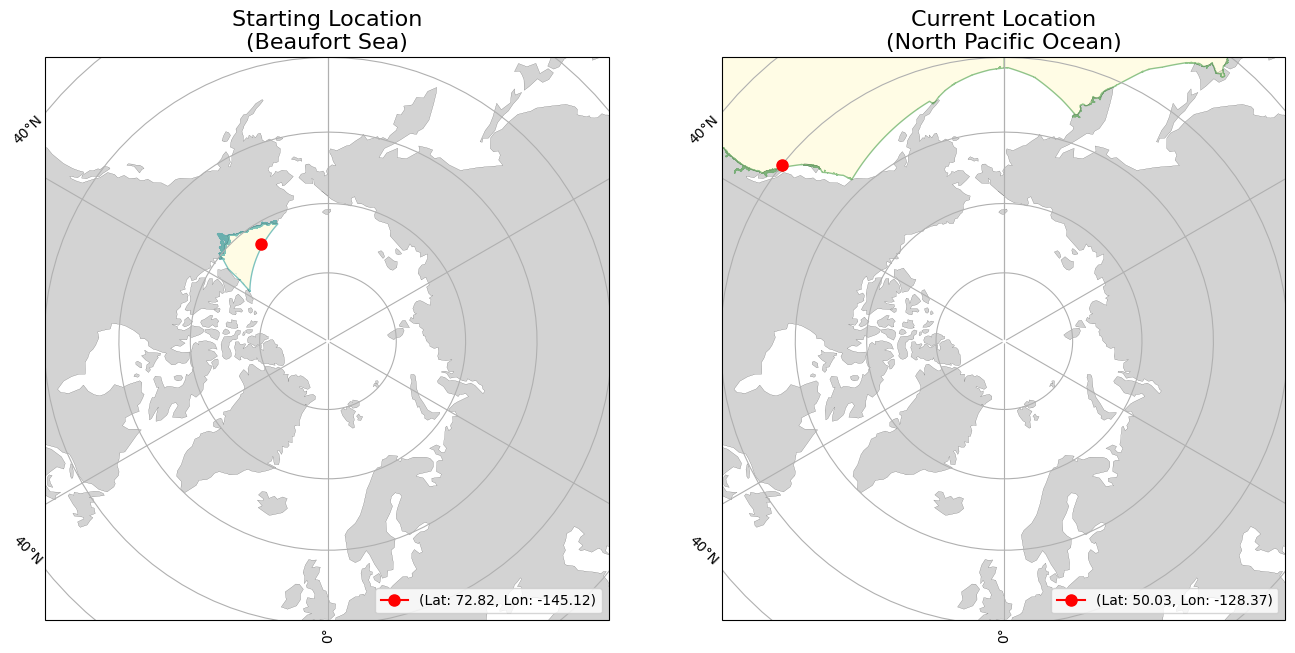 Starting Location
(Beaufort Sea)
40°N
40°N
0°
(Lat: 72.82, Lon: -145.12)
Current Location
(North Pacific Ocean)
40°N
40°N
0°
(Lat: 50.03, Lon: -128.37)